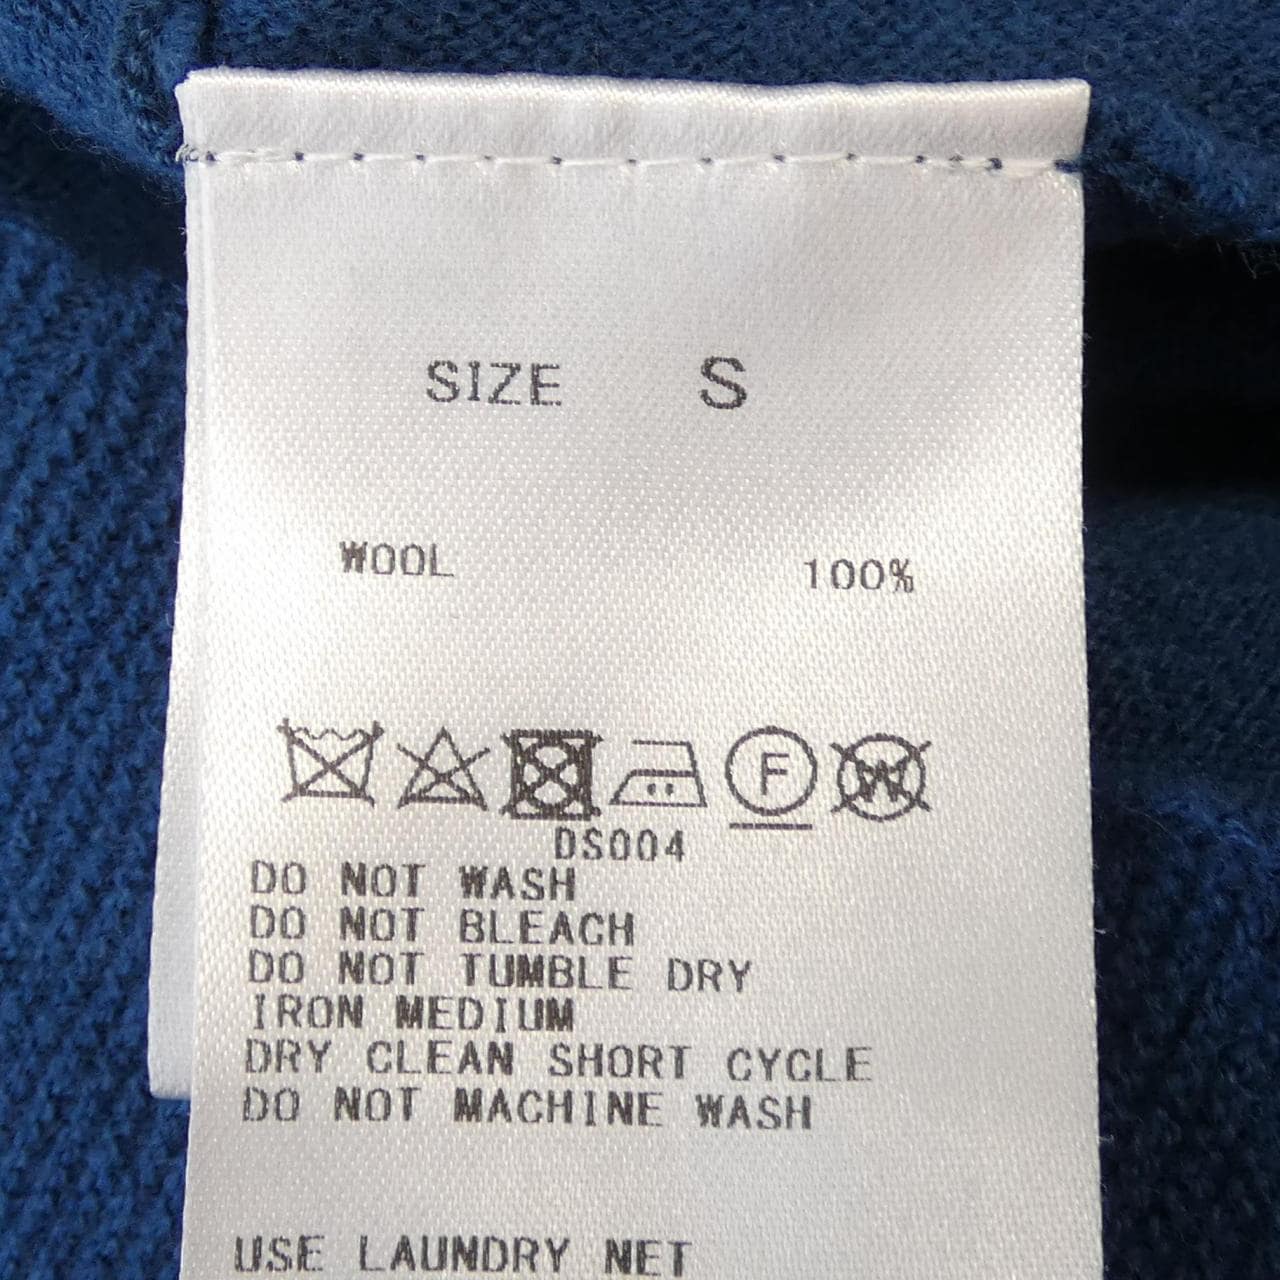 SIZE S
WOOL 100%
F W
DS004
DO NOT WASH
DO NOT BLEACH
DO NOT TUMBLE DRY
IRON MEDIUM
DRY CLEAN SHORT CYCLE
DO NOT MACHINE WASH
USE LAUNDRY NET